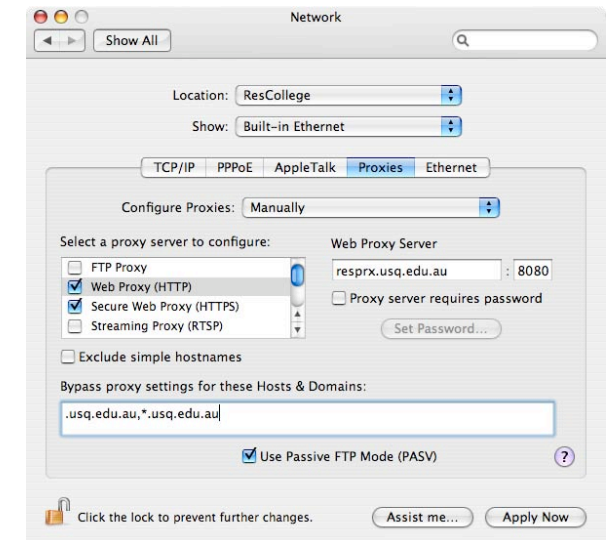 Network
Show All
Location: ResCollege
Show: Built-in Ethernet
TCP/IP PPPoE AppleTalk Proxies Ethernet
Configure Proxies: Manually
Select a proxy server to configure: Web Proxy Server
FTP Proxy
resprx.usq.edu.au : 8080
Web Proxy (HTTP)
Secure Web Proxy (HTTPS) Proxy server requires password
Streaming Proxy (RTSP) Set Password...
Exclude simple hostnames
Bypass proxy settings for these Hosts & Domains:
.usq.edu.au,*.usq.edu.au
Use Passive FTP Mode (PASV) ?
Click the lock to prevent further changes. Assist me... Apply Now